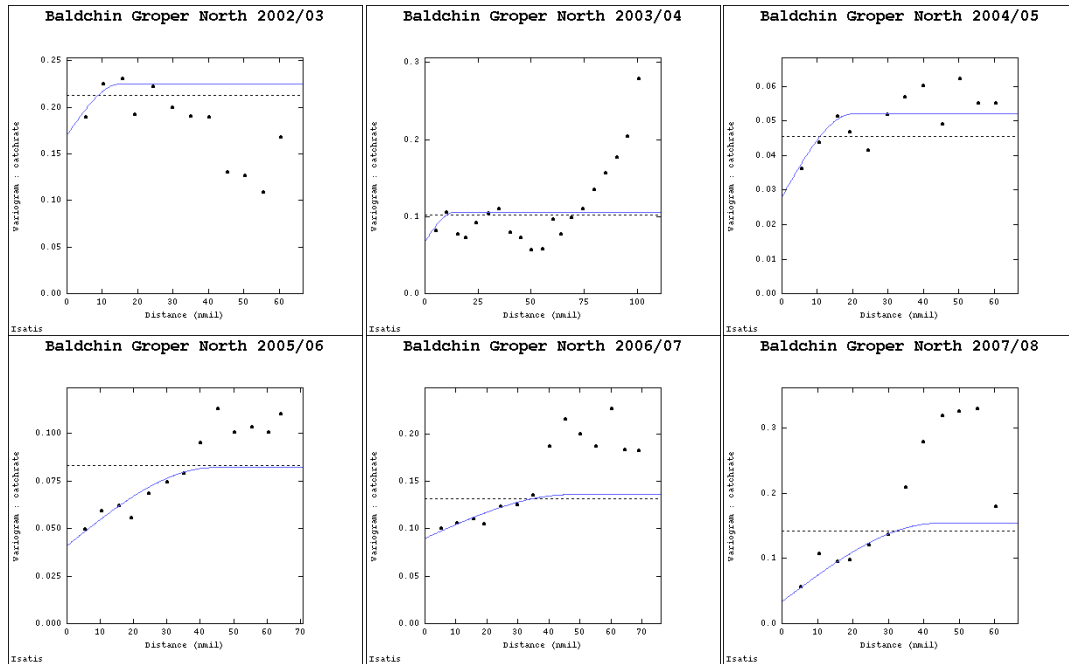 Baldchin Groper North 2002/03
Baldchin Groper North 2003/04
Baldchin Groper North 2004/05
Variogram : catchrate
0.25
0.20
0.15
0.10
0.05
0.00
0 10 20 30 40 50 60
Distance (nmil)
Isatis
Variogram : catchrate
0.3
0.2
0.1
0.0
0 25 50 75 100
Distance (nmil)
Isatis
Variogram : catchrate
0.06
0.05
0.04
0.03
0.02
0.01
0.00
0 10 20 30 40 50 60
Distance (nmil)
Isatis
Baldchin Groper North 2005/06
Baldchin Groper North 2006/07
Baldchin Groper North 2007/08
Variogram : catchrate
0.100
0.075
0.050
0.025
0.000
0 10 20 30 40 50 60 70
Distance (nmil)
Isatis
Variogram : catchrate
0.20
0.15
0.10
0.05
0.00
0 10 20 30 40 50 60 70
Distance (nmil)
Isatis
Variogram : catchrate
0.3
0.2
0.1
0.0
0 10 20 30 40 50 60
Distance (nmil)
Isatis